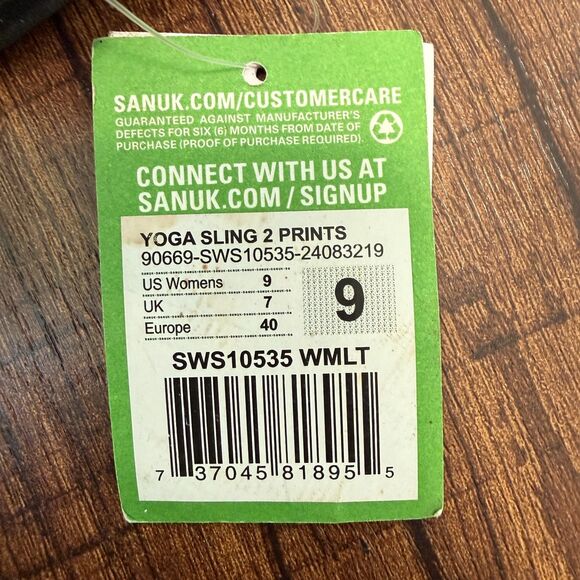 SANUK.COM/CUSTOMERCARE
GUARANTEED AGAINST MANUFACTURER'S
DEFECTS FOR SIX (6) MONTHS FROM DATE OF
PURCHASE (PROOF OF PURCHASE REQUIRED).
CONNECT WITH US AT
SANUK.COM / SIGNUP
YOGA SLING 2 PRINTS
90669-SWS10535-24083219
US Womens 9
UK 7
Europe 40
9
SWS10535 WMLT
7 37045 81895 5